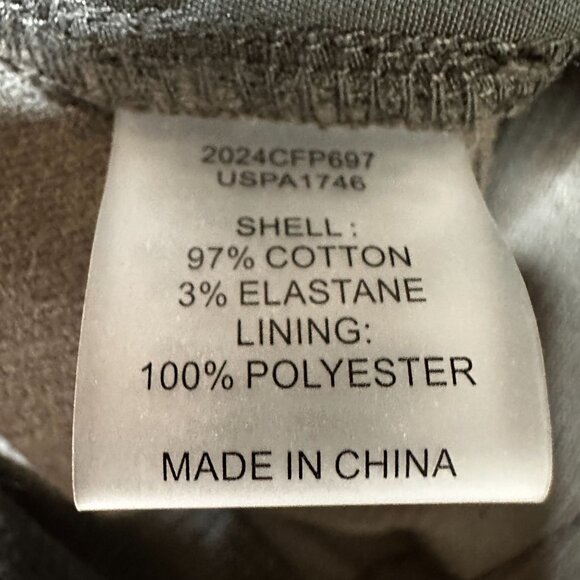 2024CFP697
USPA1746
SHELL:
97% COTTON
3% ELASTANE
LINING:
100% POLYESTER
MADE IN CHINA